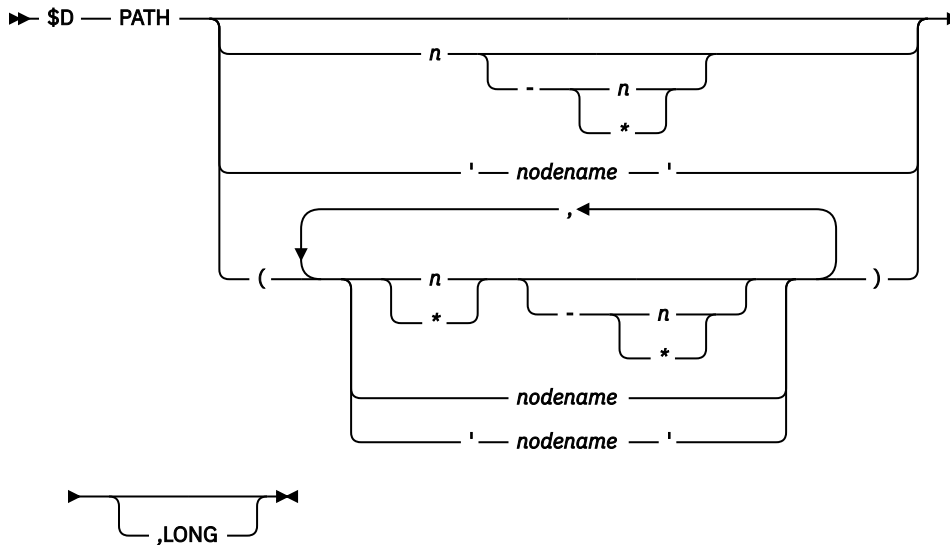 $D PATH
n
- n
*
' nodename '
,
( n - n )
* *
nodename
' nodename '
,LONG